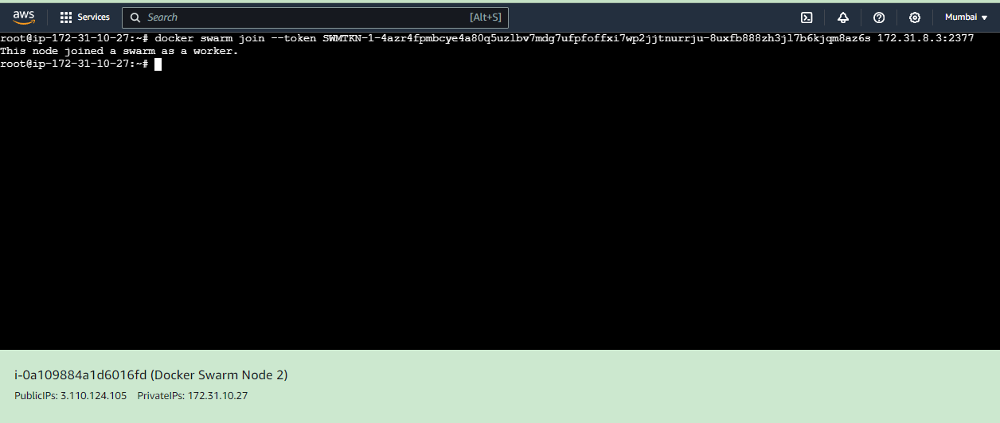 aws Services Search [Alt+S] Mumbai
root@ip-172-31-10-27:~# docker swarm join --token SWMTKN-1-4azr4fpmbcye4a80q5uzlbv7mdg7ufpfoffxi7wp2jjtnurrju-8uxfb888zh3jl7b6kjqm8az6s 172.31.8.3:2377
This node joined a swarm as a worker.
root@ip-172-31-10-27:~#
i-0a109884a1d6016fd (Docker Swarm Node 2)
PublicIPs: 3.110.124.105 PrivateIPs: 172.31.10.27